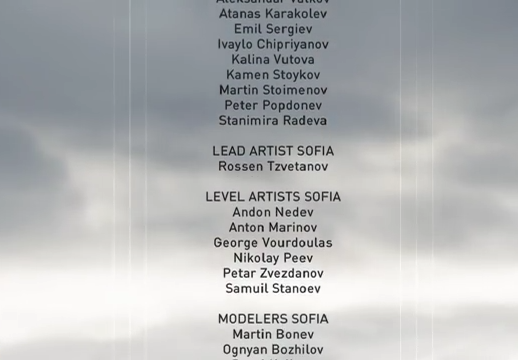 Aleksandar Valkov
Atanas Karakolev
Emil Sergiev
Ivaylo Chipriyanov
Kalina Vutova
Kamen Stoykov
Martin Stoimenov
Peter Popdonev
Stanimira Radeva
LEAD ARTIST SOFIA
Rossen Tzvetanov
LEVEL ARTISTS SOFIA
Andon Nedev
Anton Marinov
George Vourdoulas
Nikolay Peev
Petar Zvezdanov
Samuil Stanoev
MODELERS SOFIA
Martin Bonev
Ognyan Bozhilov